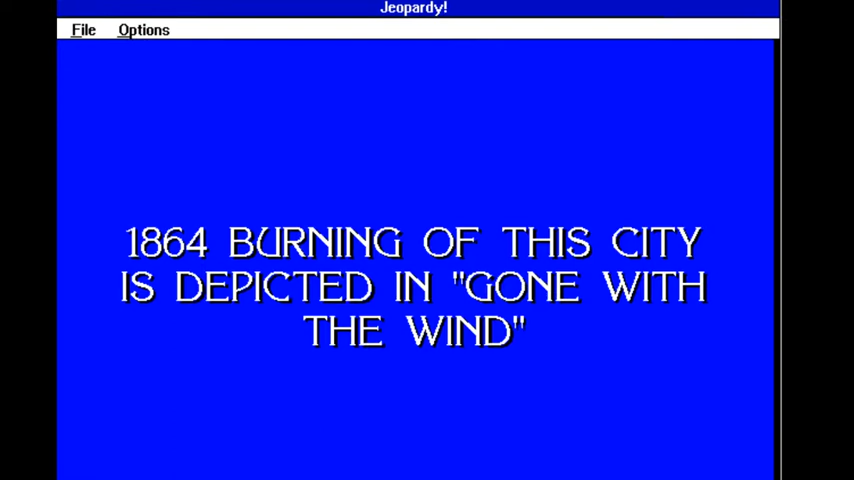 Jeopardy!
File Options
1864 BURNING OF THIS CITY
IS DEPICTED IN "GONE WITH
THE WIND"